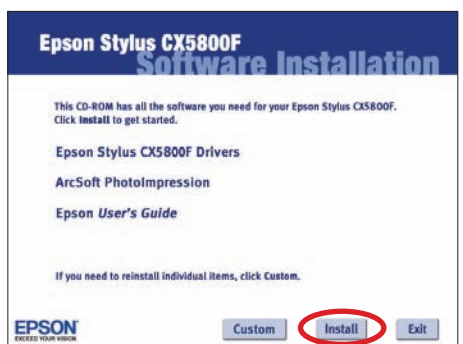 Epson Stylus CX5800F
Software Installation
This CD-ROM has all the software you need for your Epson Stylus CX5800F.
Click Install to get started.
Epson Stylus CX5800F Drivers
ArcSoft PhotoImpression
Epson User's Guide
If you need to reinstall individual items, click Custom.
EPSON
EXCEED YOUR VISION
Custom Install Exit